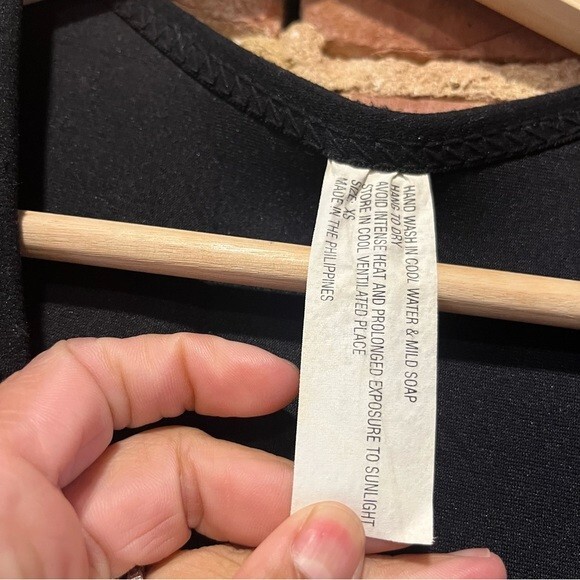 HAND WASH IN COOL WATER & MILD SOAP
HANG TO DRY
AVOID INTENSE HEAT AND PROLONGED EXPOSURE TO SUNLIGHT
STORE IN COOL VENTILATED PLACE
SIZE XS
MADE IN THE PHILIPPINES